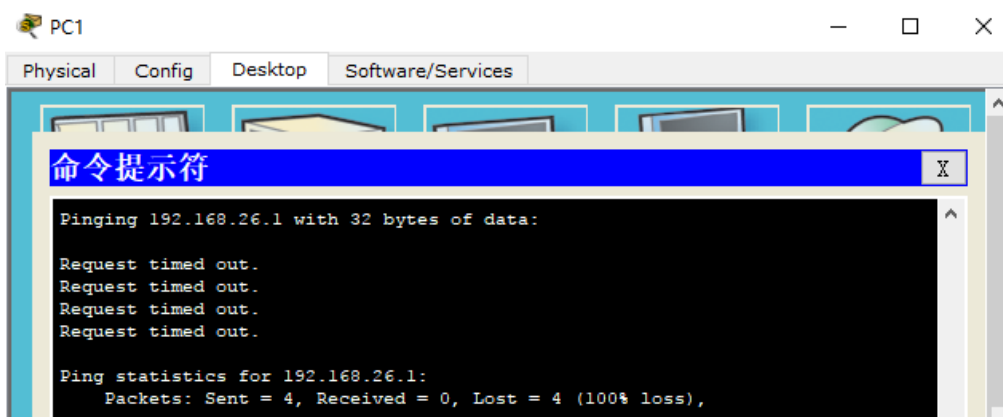 PC1
Physical Config Desktop Software/Services
命令提示符 X
Pinging 192.168.26.1 with 32 bytes of data:
Request timed out.
Request timed out.
Request timed out.
Request timed out.
Ping statistics for 192.168.26.1:
Packets: Sent = 4, Received = 0, Lost = 4 (100% loss),